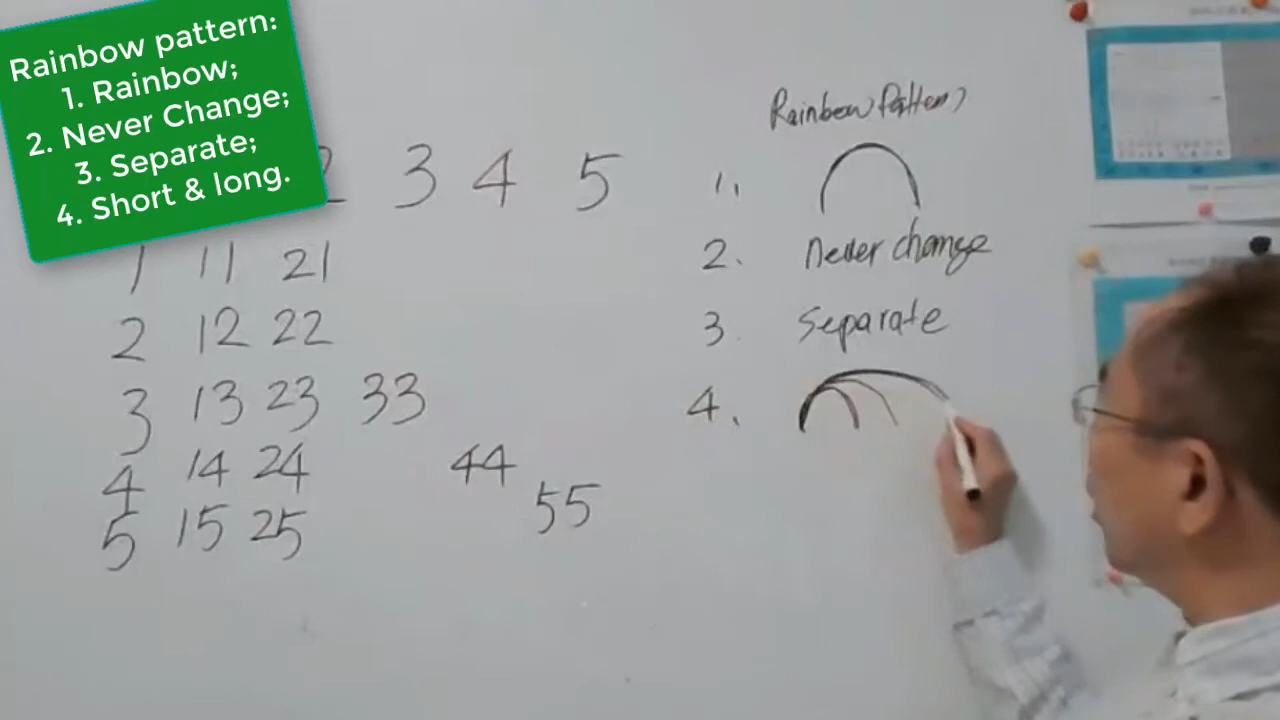 Rainbow pattern:
1. Rainbow;
2. Never Change;
3. Separate;
4. Short & long.
Rainbow Pattern
2 3 4 5
1 11 21
2 12 22
3 13 23 33
4 14 24 44
5 15 25 55
1.
2. Never change
3. Separate
4.